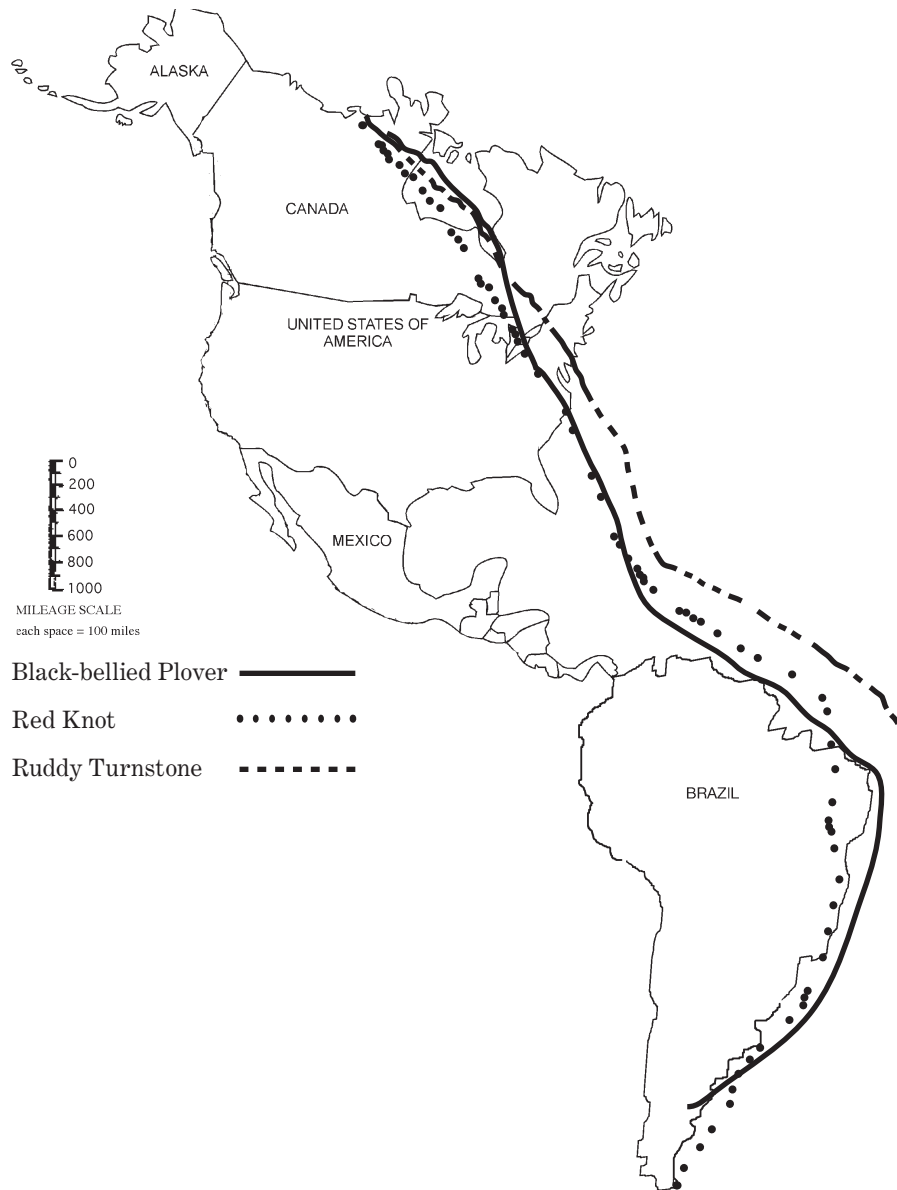 ALASKA
CANADA
UNITED STATES OF
AMERICA
MEXICO
0
200
400
600
800
1000
MILEAGE SCALE
each space = 100 miles
Black-bellied Plover
Red Knot
Ruddy Turnstone
BRAZIL